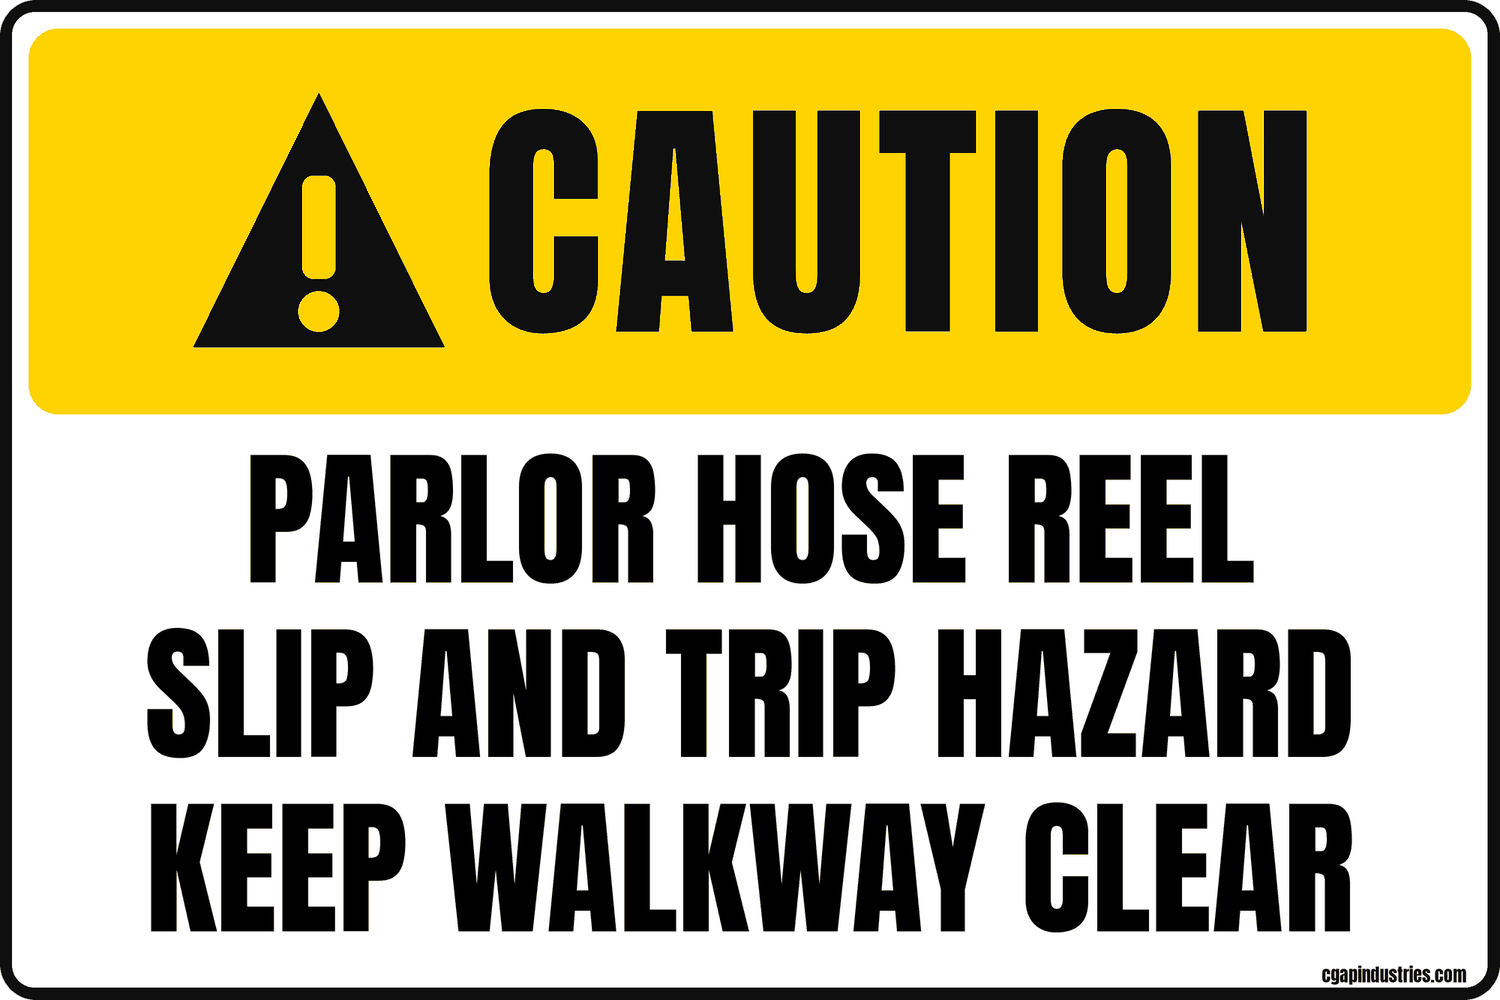 CAUTION
PARLOR HOSE REEL
SLIP AND TRIP HAZARD
KEEP WALKWAY CLEAR
cgapindustries.com